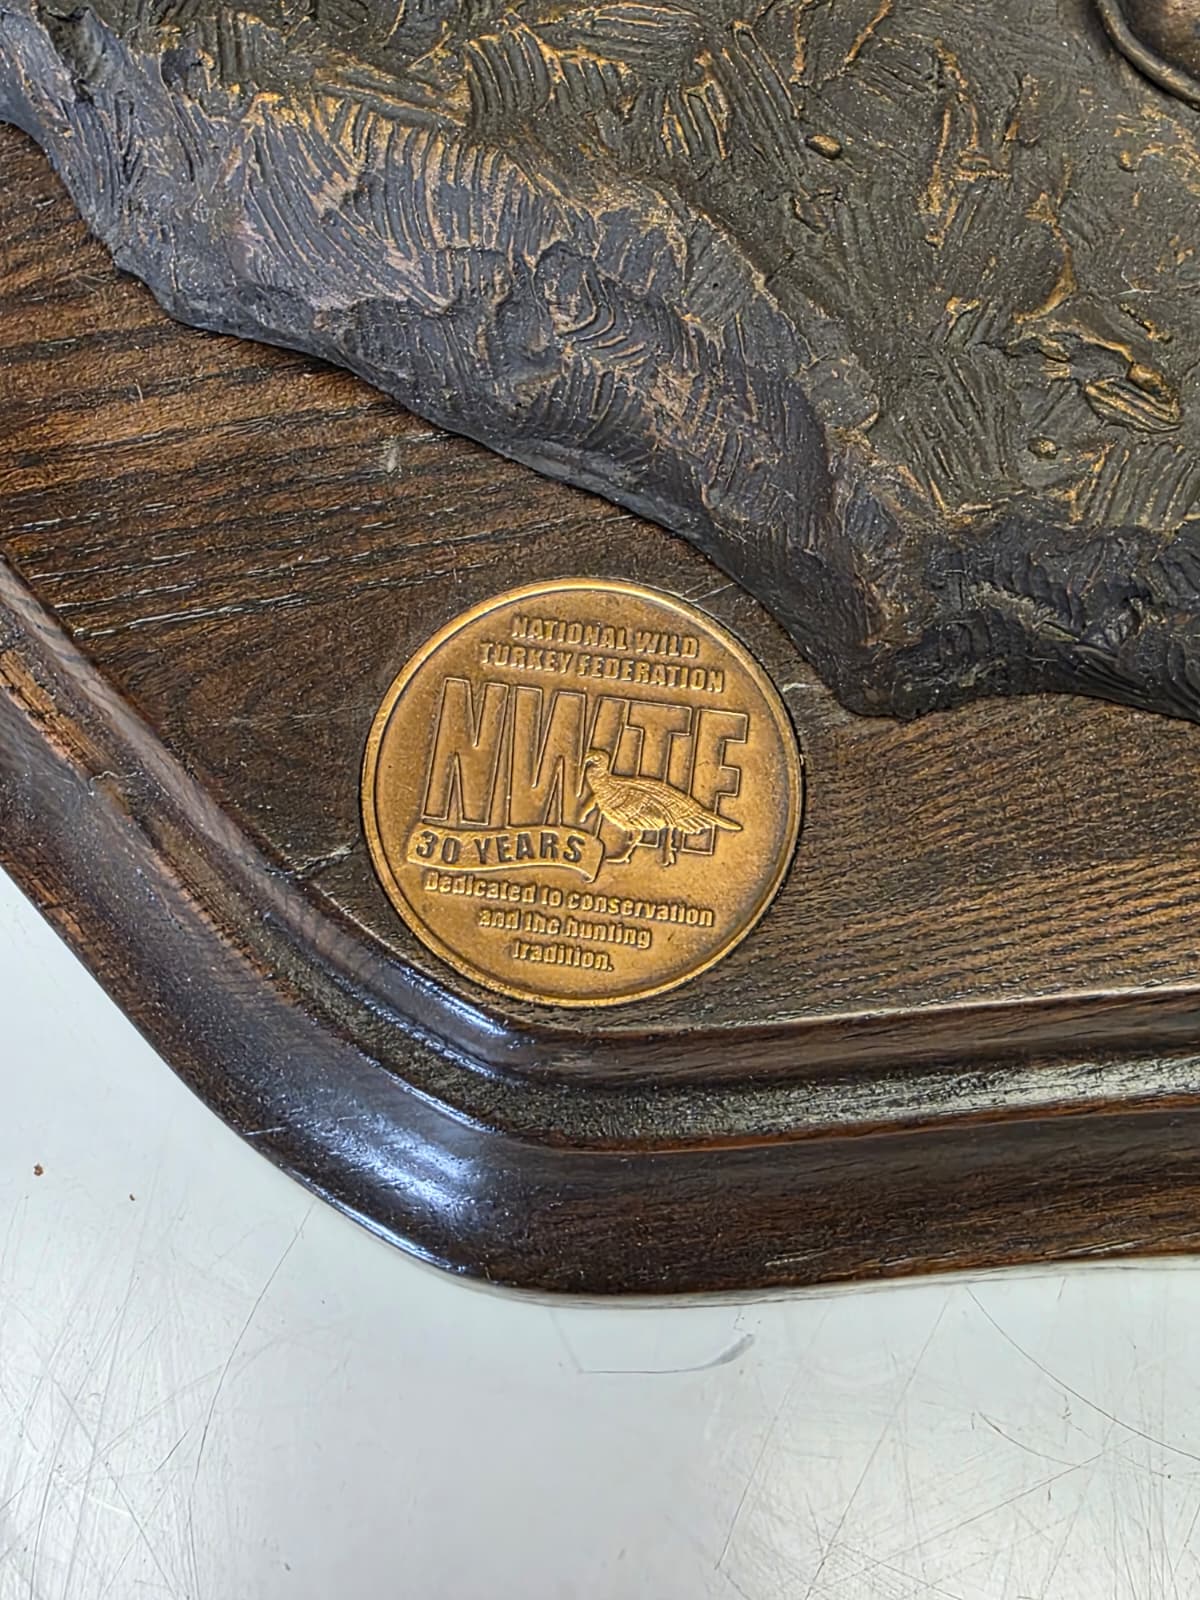 NATIONAL WILD
TURKEY FEDERATION
NWTF
30 YEARS
Dedicated to conservation
and the hunting
tradition.